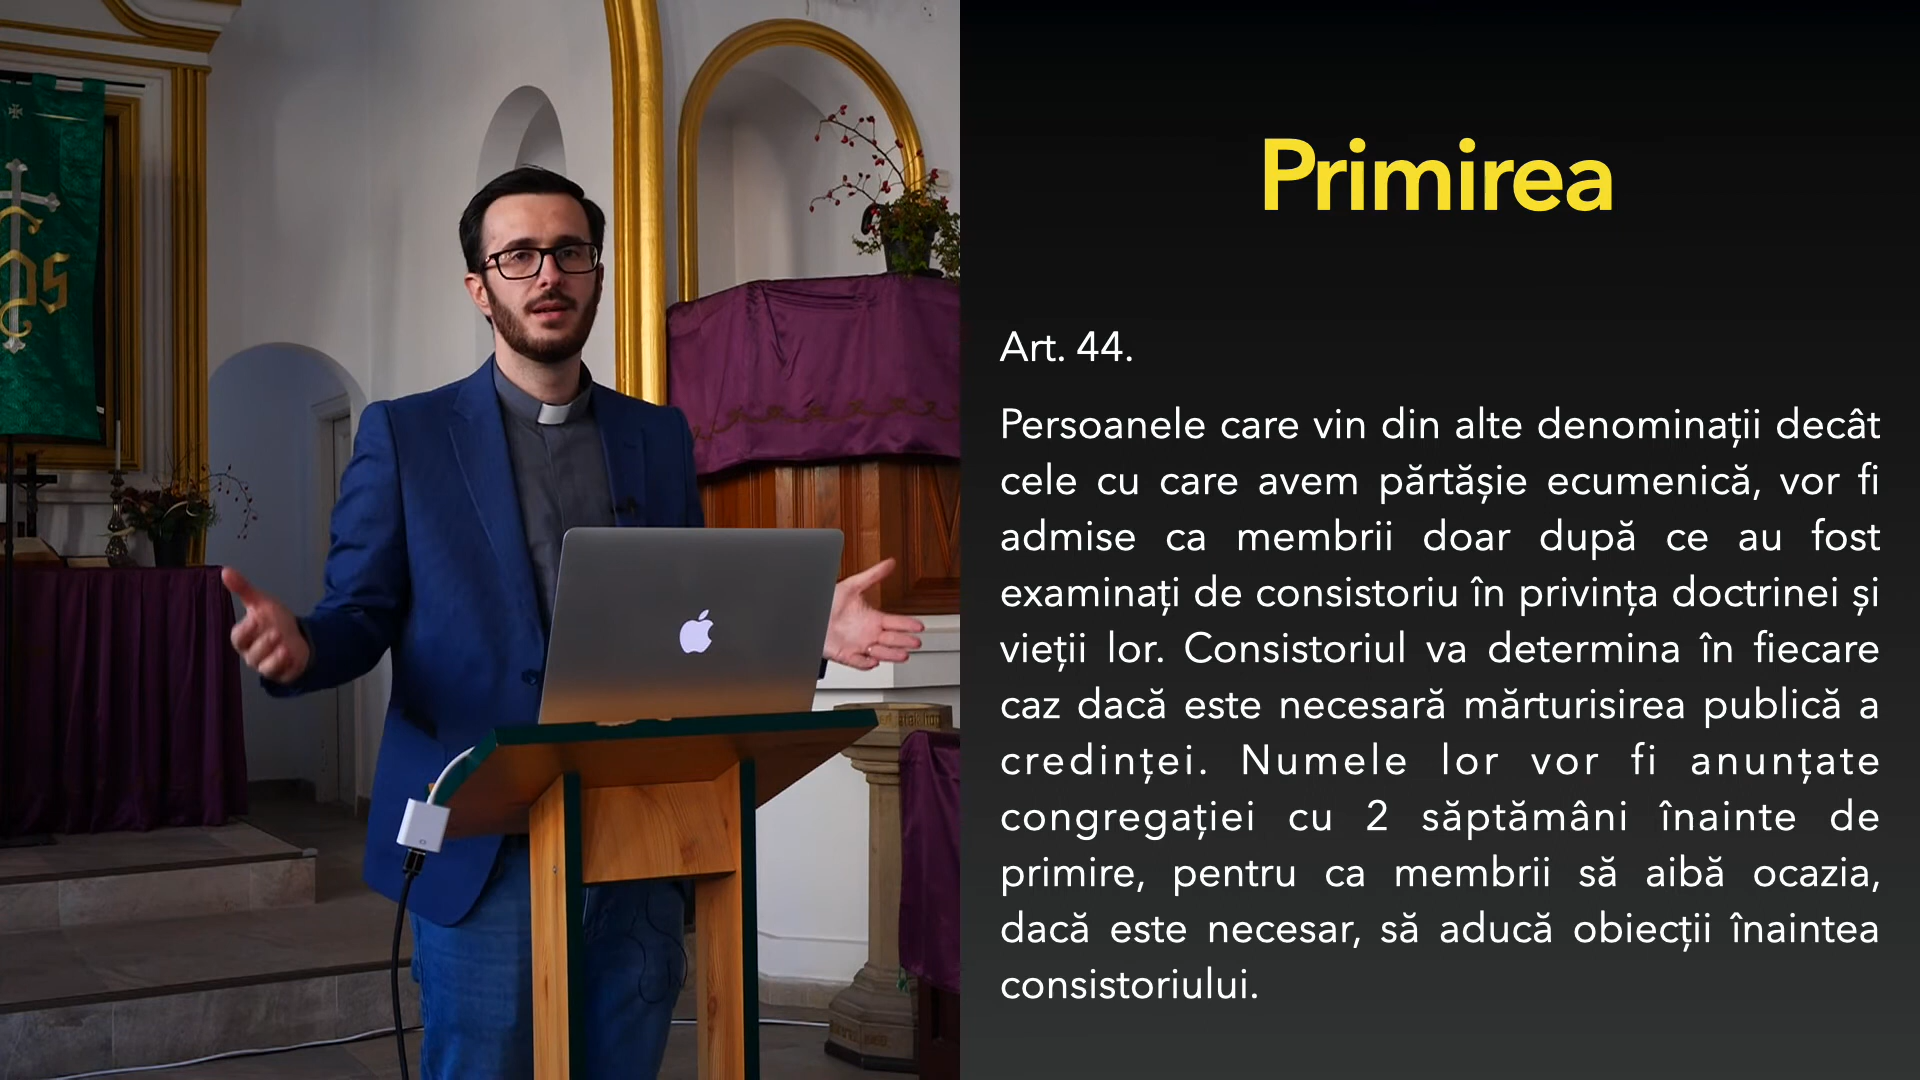 Primirea
Art. 44.
Persoanele care vin din alte denominații decât
cele cu care avem părtășie ecumenică, vor fi
admise ca membrii doar după ce au fost
examinați de consistoriu în privința doctrinei și
vieții lor. Consistoriul va determina în fiecare
caz dacă este necesară mărturisirea publică a
credinței. Numele lor vor fi anunțate
congregației cu 2 săptămâni înainte de
primire, pentru ca membrii să aibă ocazia,
dacă este necesar, să aducă obiecții înaintea
consistoriului.